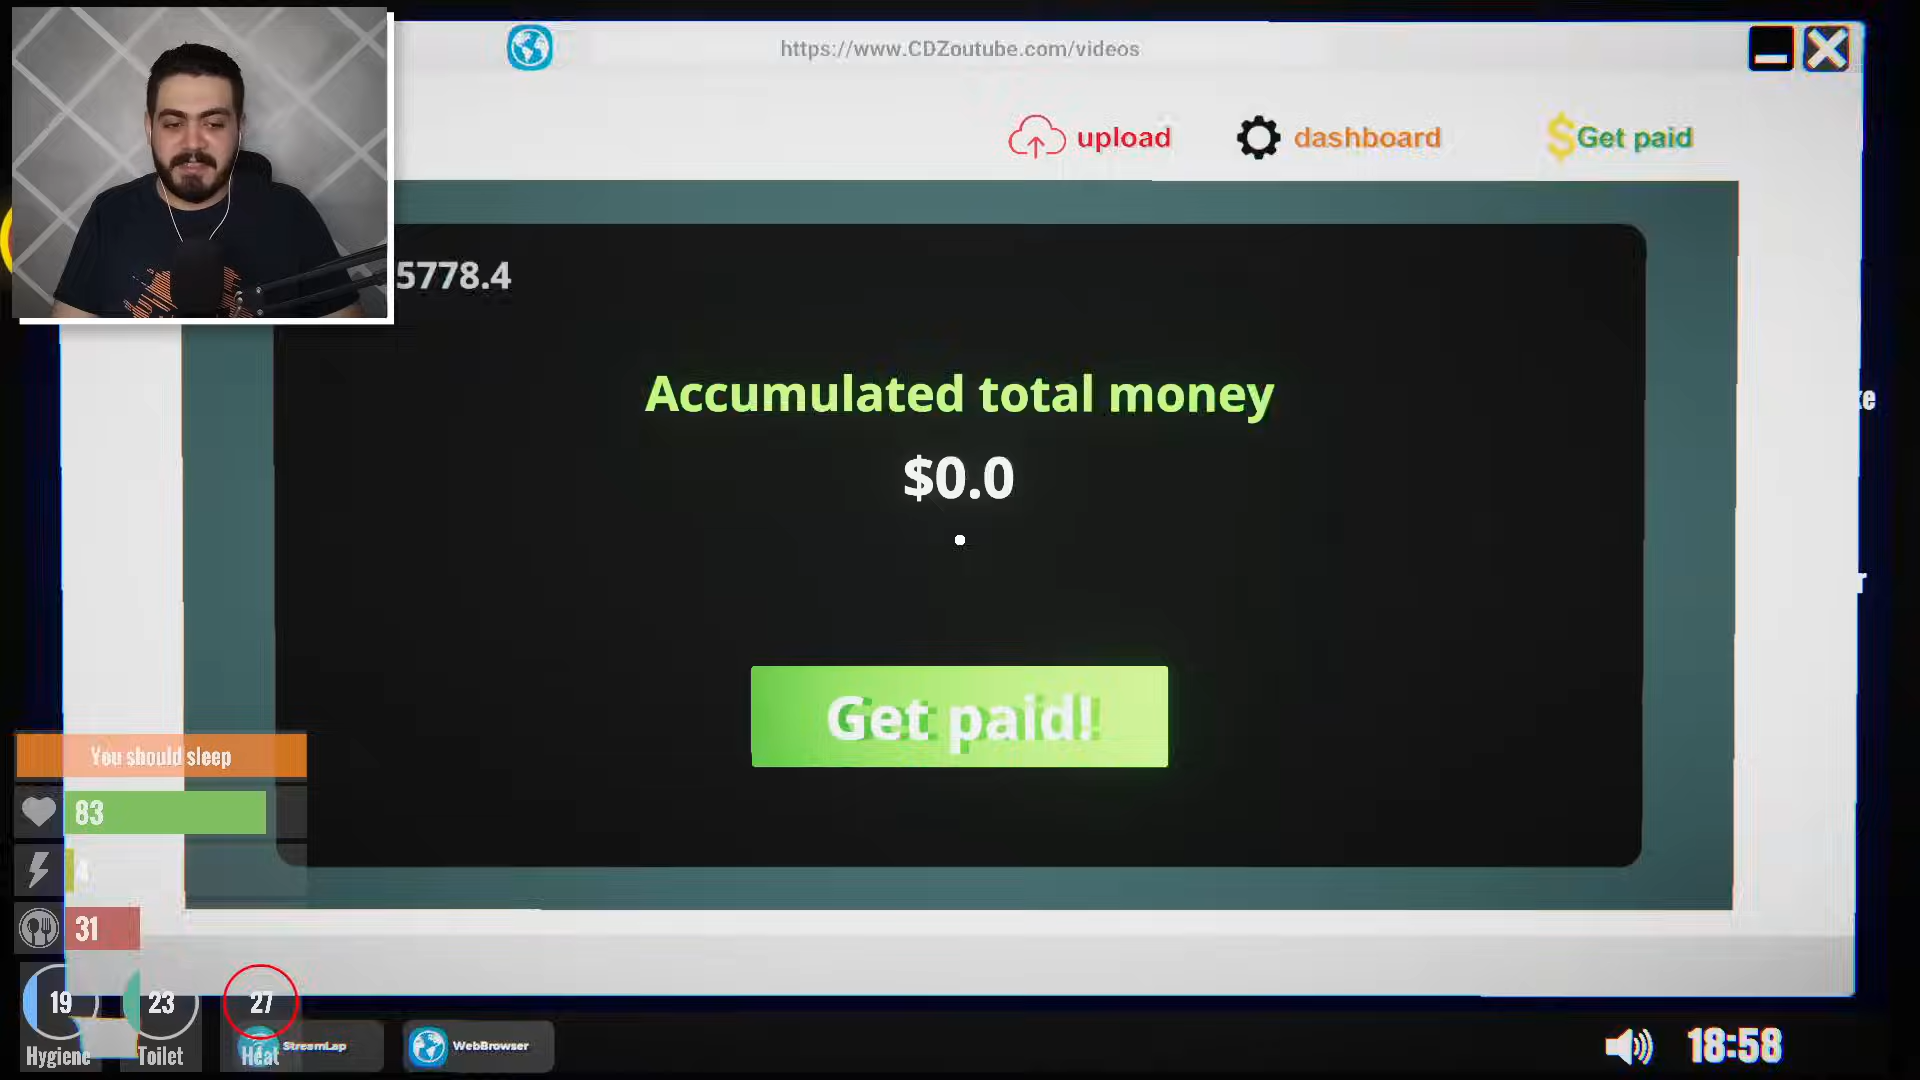 https://www.CDZoutube.com/videos
upload
dashboard
Get paid
5778.4
Accumulated total money
$0.0
Get paid!
You should sleep
83
4
31
19
23
27
Hygiene
Toilet
Heat
StreamLap
WebBrowser
18:58